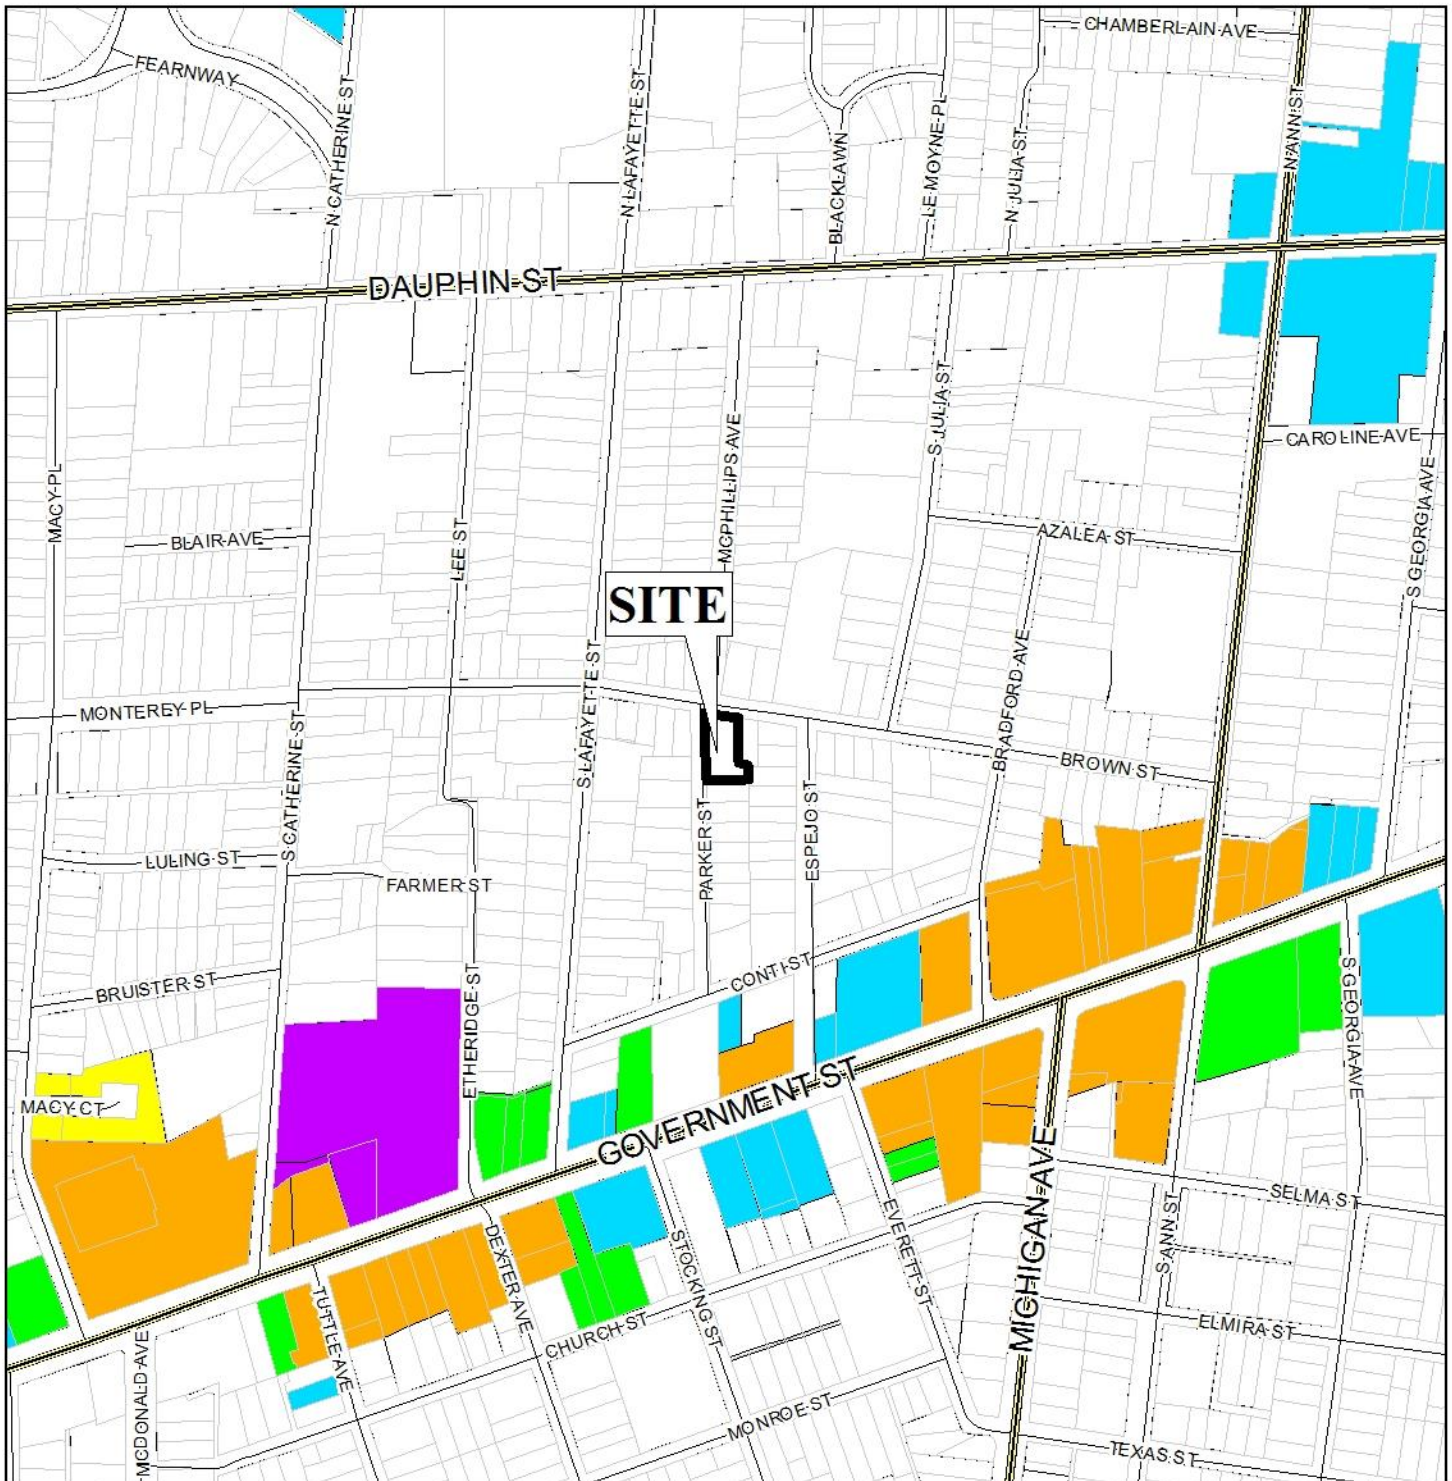 CHAMBERLAIN AVE
FEARNWAY
N CATHERINE ST
N LAFAYETTE ST
BLACKLAWN
LE MOYNE PL
N JULIA ST
N ANN ST
DAUPHIN ST
MACY PL
BLAIR AVE
LEE ST
MCPHILLIPS AVE
S JULIA ST
CAROLINE AVE
S GEORGIA AVE
AZALEA ST
SITE
MONTEREY PL
S CATHERINE ST
S LAFAYETTE ST
BRADFORD AVE
BROWN ST
PARKER ST
ESPEJO ST
LULING ST
FARMER ST
BRUISTER ST
ETHERIDGE ST
CONTI ST
S GEORGIA AVE
MACY CT
GOVERNMENT ST
MICHIGAN AVE
SELMA ST
S ANN ST
EVERETT ST
STOCKING ST
DEXTER AVE
TUTTLE AVE
CHURCH ST
ELMIRA ST
MCDONALD AVE
MONROE ST
TEXAS ST